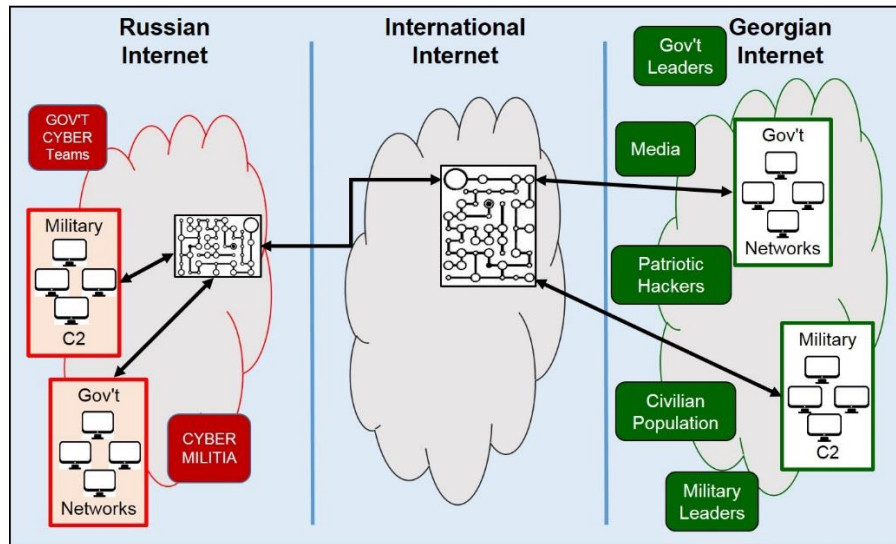 Russian
Internet
International
Internet
Georgian
Internet
GOV'T
CYBER
Teams
Military
C2
Gov't
Networks
CYBER
MILITIA
Gov't
Leaders
Media
Gov't
Networks
Patriotic
Hackers
Military
C2
Civilian
Population
Military
Leaders